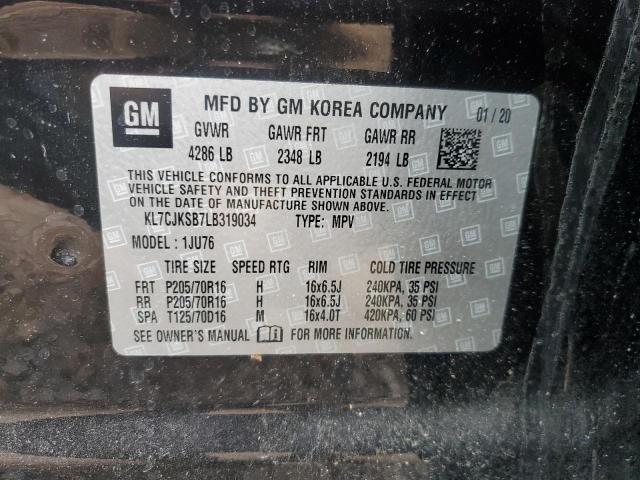 GM MFD BY GM KOREA COMPANY 01/20
GVWR GAWR FRT GAWR RR
4286 LB 2348 LB 2194 LB
THIS VEHICLE CONFORMS TO ALL APPLICABLE U.S. FEDERAL MOTOR
VEHICLE SAFETY AND THEFT PREVENTION STANDARDS IN EFFECT
ON THE DATE OF MANUFACTURE SHOWN ABOVE.
KL7CJKSB7LB319034 TYPE: MPV
MODEL: 1JU76
TIRE SIZE SPEED RTG RIM COLD TIRE PRESSURE
FRT P205/70R16 H 16x6.5J 240KPA, 35 PSI
RR P205/70R16 H 16x6.5J 240KPA, 35 PSI
SPA T125/70D16 M 16x4.0T 420KPA, 60 PSI
SEE OWNER'S MANUAL FOR MORE INFORMATION.